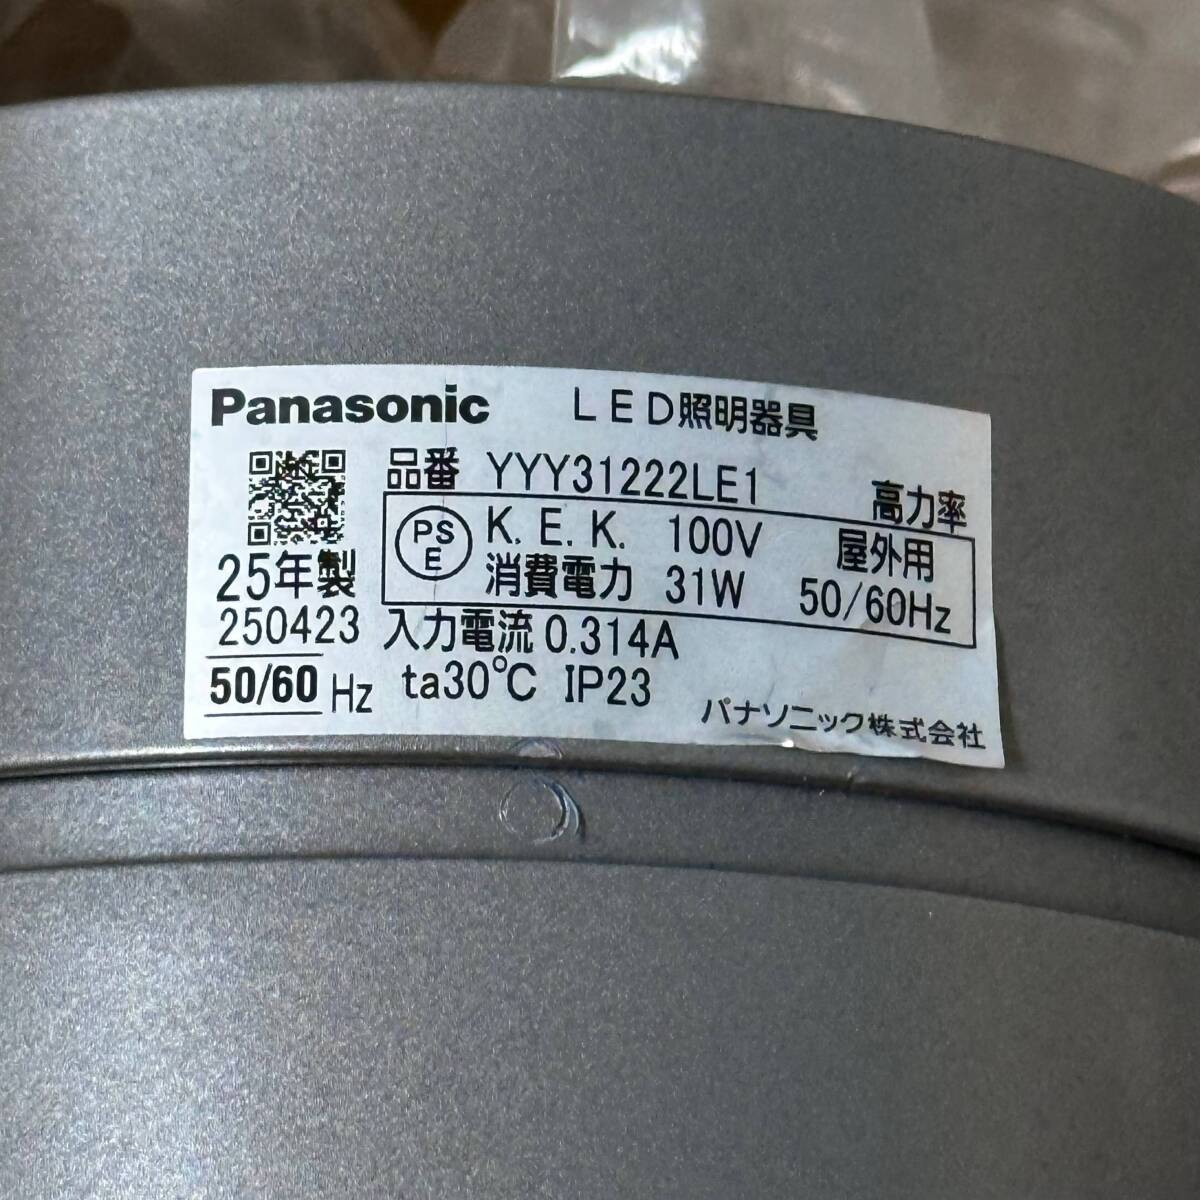 Panasonic LED照明器具
品番 YYY31222LE1 高力率
PS E K.E.K. 100V 屋外用
消費電力 31W 50/60Hz
25年製
250423 入力電流0.314A
50/60 Hz ta30℃ IP23
パナソニック株式会社